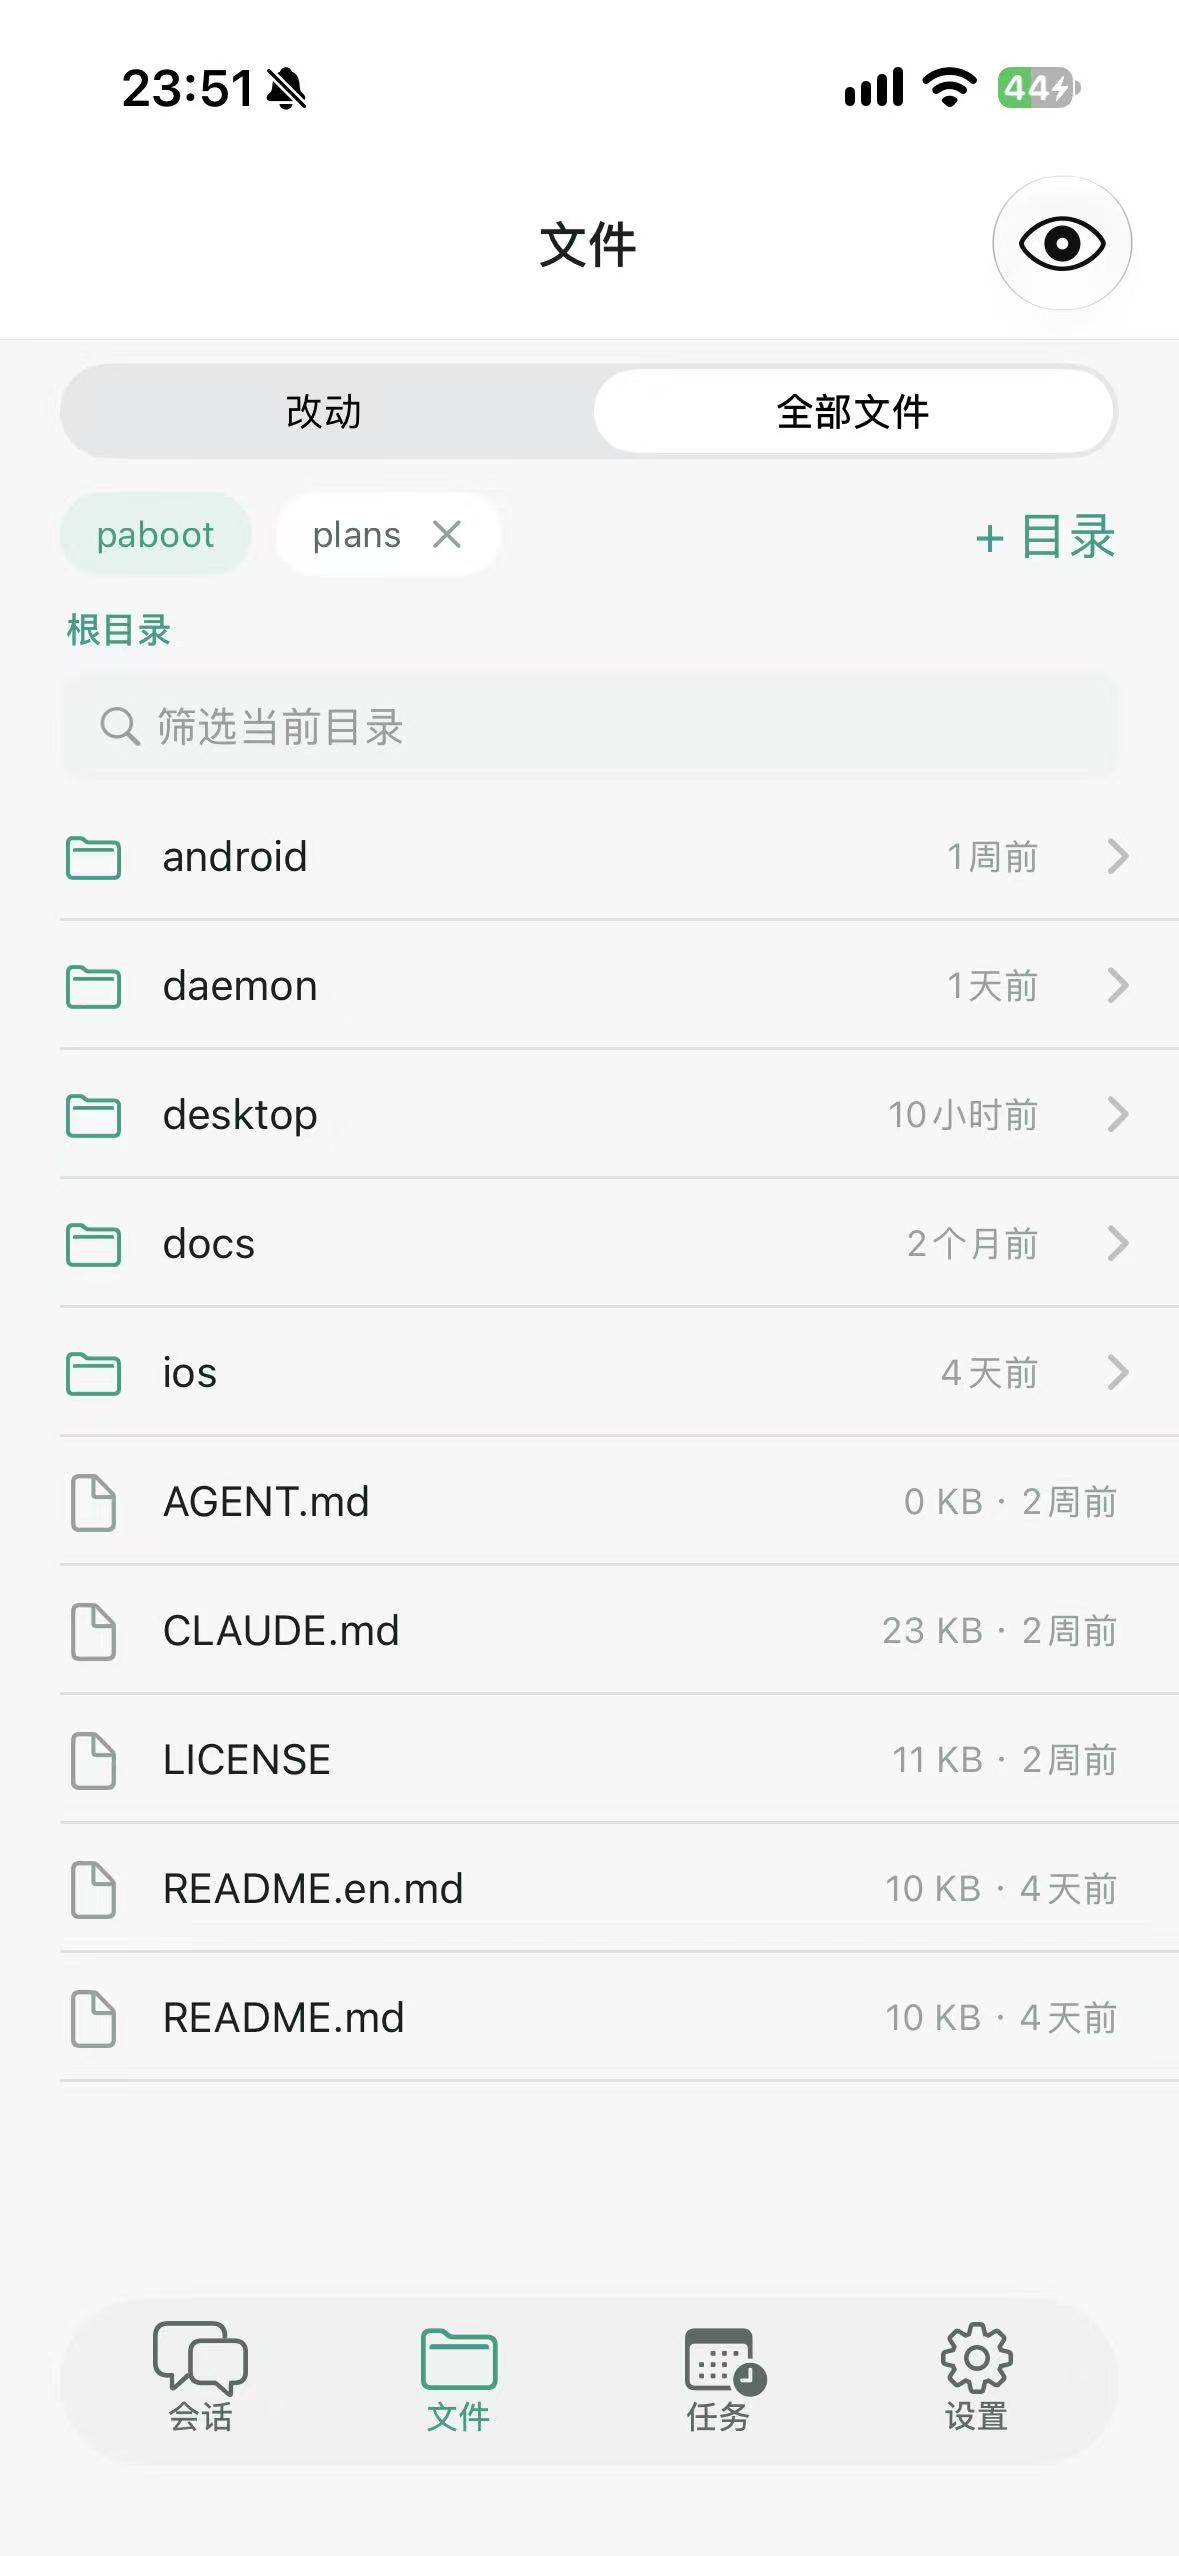 23:51 44
文件
改动 全部文件
paboot plans + 目录
根目录
筛选当前目录
android 1周前
daemon 1天前
desktop 10小时前
docs 2个月前
ios 4天前
AGENT.md 0 KB · 2周前
CLAUDE.md 23 KB · 2周前
LICENSE 11 KB · 2周前
README.en.md 10 KB · 4天前
README.md 10 KB · 4天前
会话 文件 任务 设置